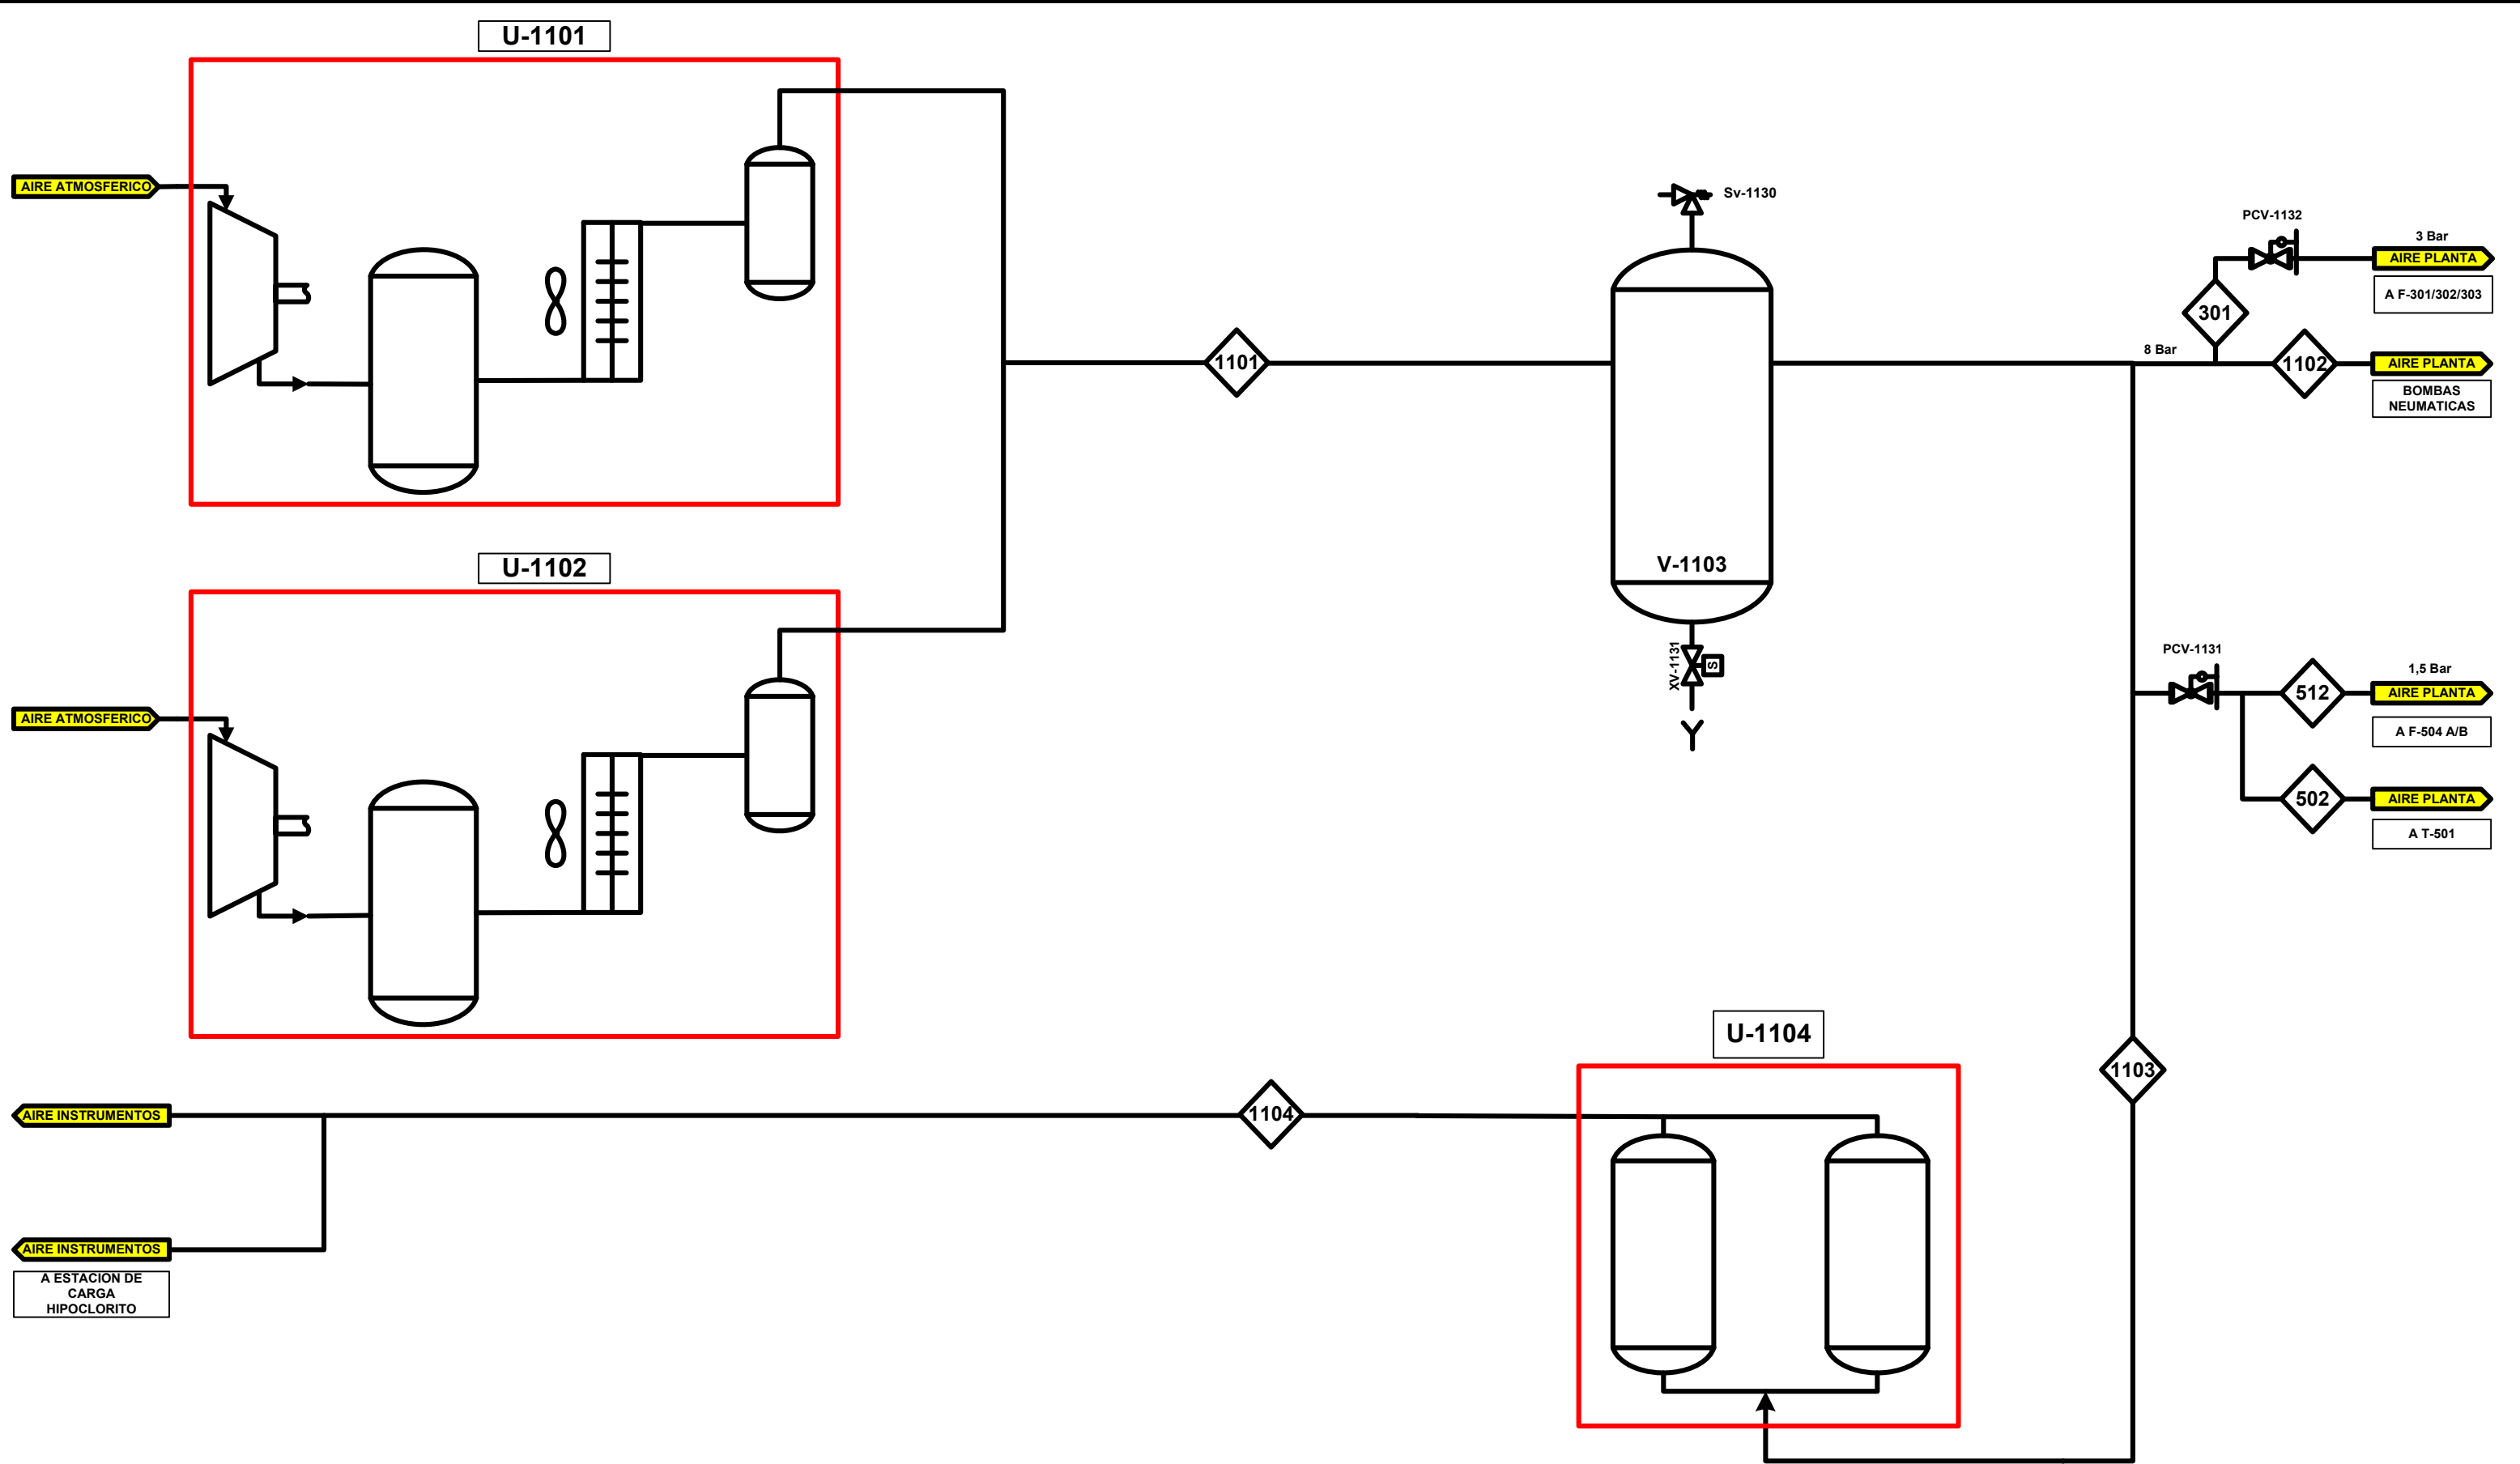 U-1101
AIRE ATMOSFERICO
Sv-1130
PCV-1132
3 Bar
AIRE PLANTA
A F-301/302/303
301
8 Bar
1101
1102
AIRE PLANTA
BOMBAS
NEUMATICAS
V-1103
XV-1131
S
U-1102
AIRE ATMOSFERICO
PCV-1131
1,5 Bar
512
AIRE PLANTA
A F-504 A/B
502
AIRE PLANTA
A T-501
U-1104
1103
AIRE INSTRUMENTOS
1104
AIRE INSTRUMENTOS
A ESTACION DE
CARGA
HIPOCLORITO